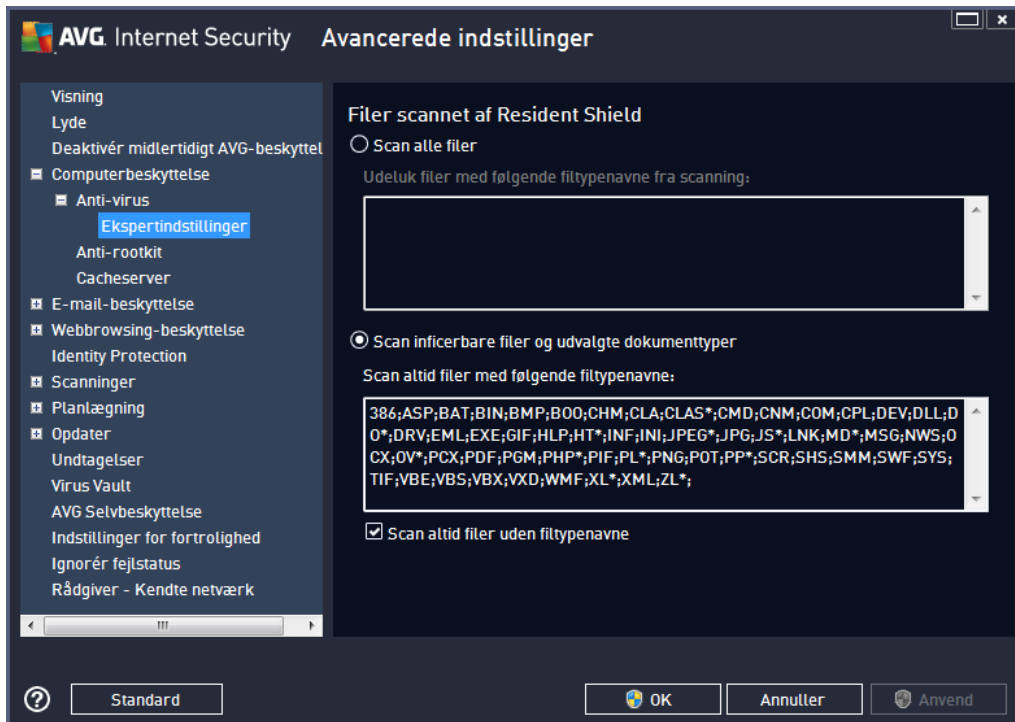 AVG. Internet Security
Avancerede indstillinger
Visning
Lyde
Deaktivér midlertidigt AVG-beskyttel
Computerbeskyttelse
Anti-virus
Ekspertindstillinger
Anti-rootkit
Cacheserver
E-mail-beskyttelse
Webbrowsing-beskyttelse
Identity Protection
Scanninger
Planlægning
Opdater
Undtagelser
Virus Vault
AVG Selvbeskyttelse
Indstillinger for fortrolighed
Ignorér fejlstatus
Rådgiver - Kendte netværk
Filer scannet af Resident Shield
Scan alle filer
Udeluk filer med følgende filtypenavne fra scanning:
Scan inficerbare filer og udvalgte dokumenttyper
Scan altid filer med følgende filtypenavne:
386;ASP;BAT;BIN;BMP;BOO;CHM;CLA;CLAS*;CMD;CNM;COM;CPL;DEV;DLL;D
O*;DRV;EML;EXE;GIF;HLP;HT*;INF;INI;JPEG*;JPG;JS*;LNK;MD*;MSG;NWS;O
CX;OV*;PCX;PDF;PGM;PHP*;PIF;PL*;PNG;POT;PP*;SCR;SHS;SMM;SWF;SYS;
TIF;VBE;VBS;VBX;VXD;WMF;XL*;XML;ZL*;
Scan altid filer uden filtypenavne
Standard
OK
Annuller
Anvend